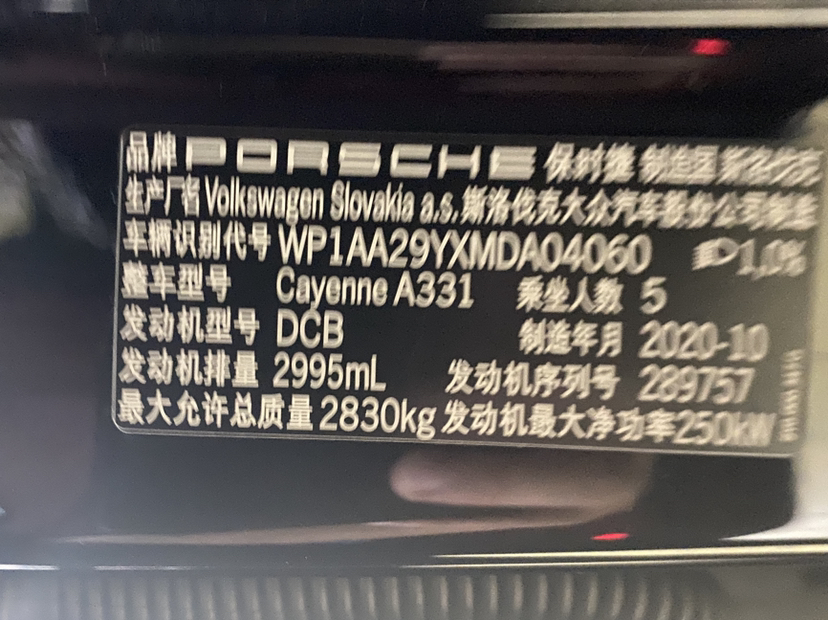 品牌 PORSCHE 保时捷 制造国 斯洛伐克
生产厂名 Volkswagen Slovakia a.s. 斯洛伐克大众汽车股份公司制造
车辆识别代号 WP1AA29YXMDA04060 1,0%
整车型号 Cayenne A331 乘坐人数 5
发动机型号 DCB 制造年月 2020-10
发动机排量 2995mL 发动机序列号 289757
最大允许总质量 2830kg 发动机最大净功率 250kW